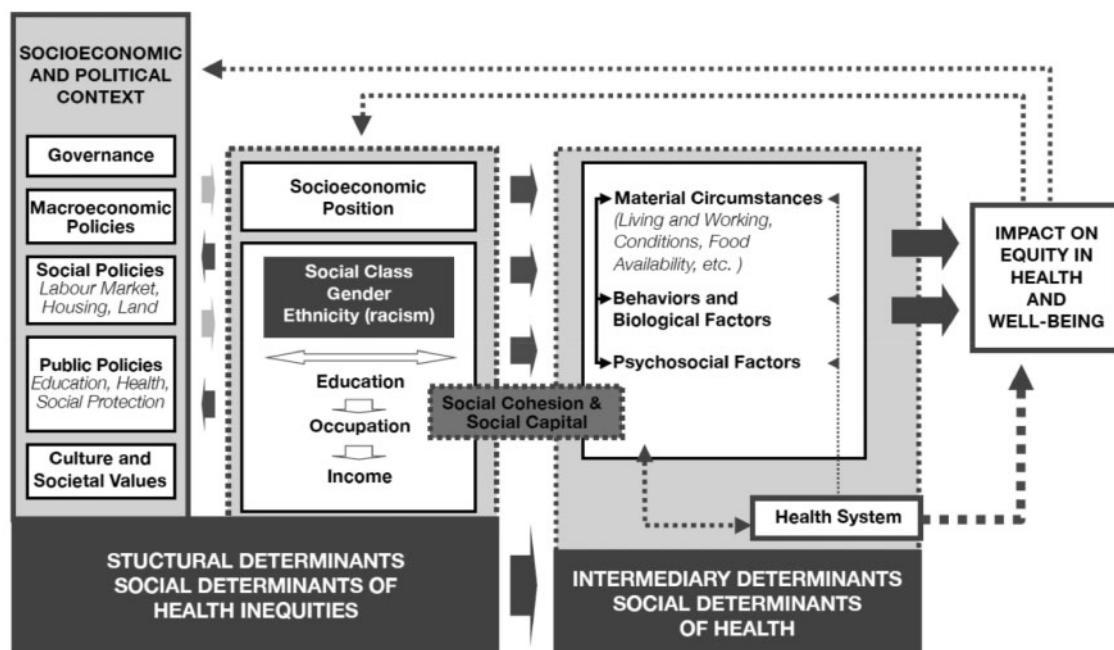 SOCIOECONOMIC
AND POLITICAL
CONTEXT
Governance
Macroeconomic
Policies
Social Policies
Labour Market,
Housing, Land
Public Policies
Education, Health,
Social Protection
Culture and
Societal Values
Socioeconomic
Position
Social Class
Gender
Ethnicity (racism)
Education
Occupation
Income
Social Cohesion &
Social Capital
Material Circumstances
(Living and Working,
Conditions, Food
Availability, etc. )
Behaviors and
Biological Factors
Psychosocial Factors
Health System
IMPACT ON
EQUITY IN
HEALTH
AND
WELL-BEING
STUCTURAL DETERMINANTS
SOCIAL DETERMINANTS OF
HEALTH INEQUITIES
INTERMEDIARY DETERMINANTS
SOCIAL DETERMINANTS
OF HEALTH